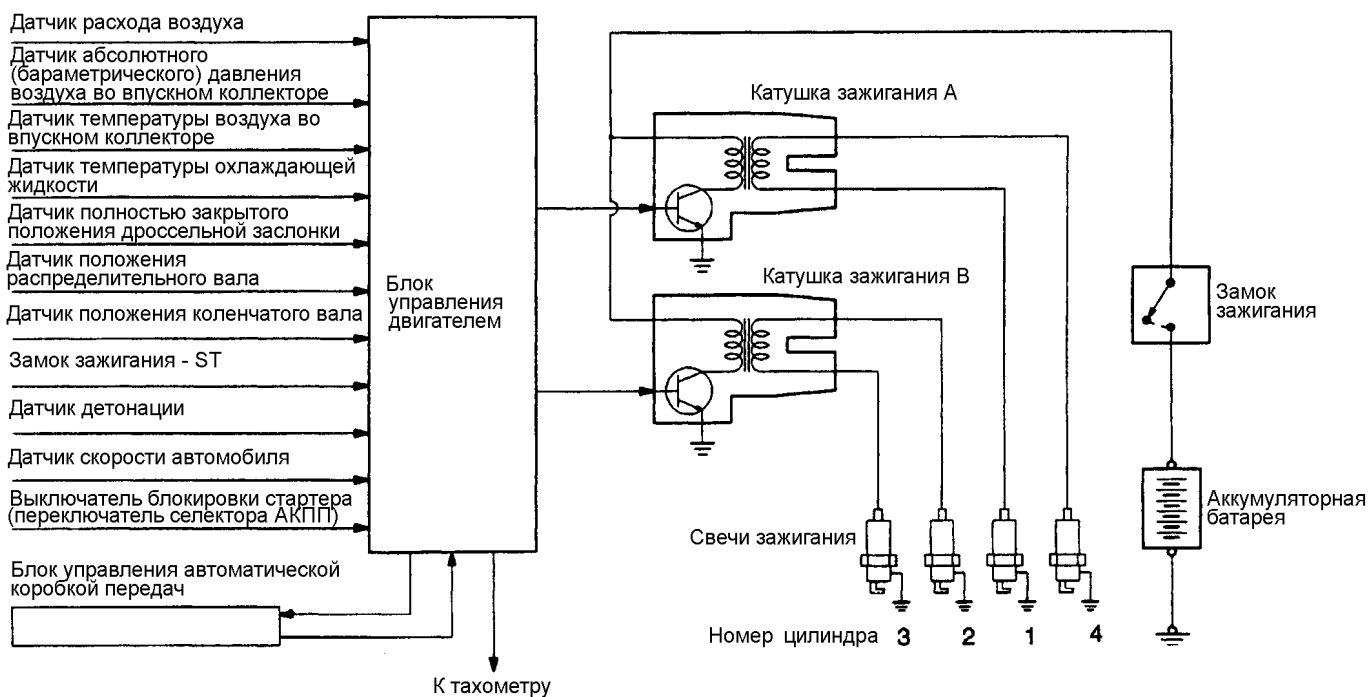 Датчик расхода воздуха
Датчик абсолютного
(бараметрического) давления
воздуха во впускном коллекторе
Датчик температуры воздуха во
впускном коллекторе
Датчик температуры охлаждающей
жидкости
Датчик полностью закрытого
положения дроссельной заслонки
Датчик положения
распределительного вала
Датчик положения коленчатого вала
Замок зажигания - ST
Датчик детонации
Датчик скорости автомобиля
Выключатель блокировки стартера
(переключатель селектора АКПП)
Блок управления автоматической
коробкой передач
Блок
управления
двигателем
К тахометру
Катушка зажигания А
Катушка зажигания В
Замок
зажигания
Аккумуляторная
батарея
Свечи зажигания
Номер цилиндра 3 2 1 4